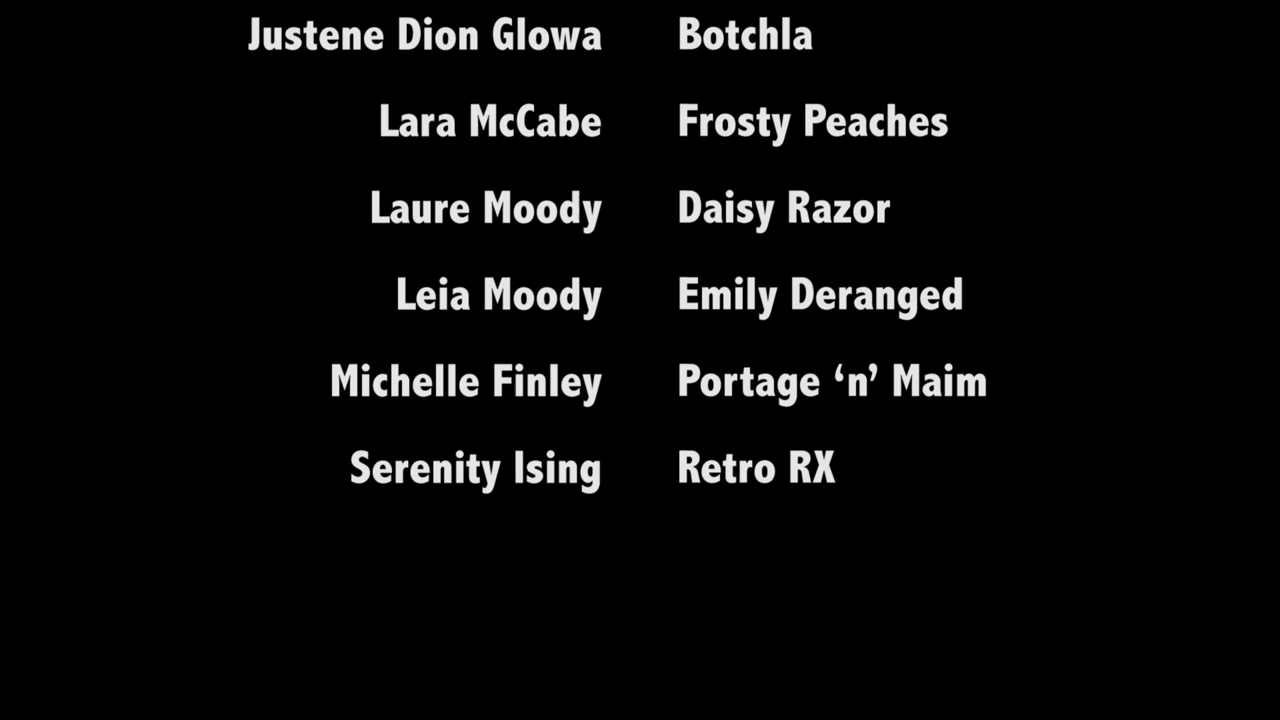 Justene Dion Glowa Botchla
Lara McCabe Frosty Peaches
Laure Moody Daisy Razor
Leia Moody Emily Deranged
Michelle Finley Portage ‘n’ Maim
Serenity Ising Retro RX